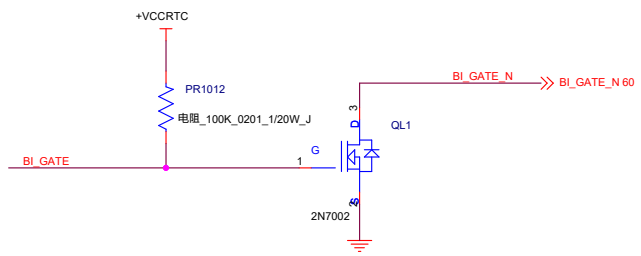 +VCCRTC
PR1012
电阻_100K_0201_1/20W_J
BI_GATE
BI_GATE_N
BI_GATE_N 60
3
D
QL1
G
1
S
2N7002